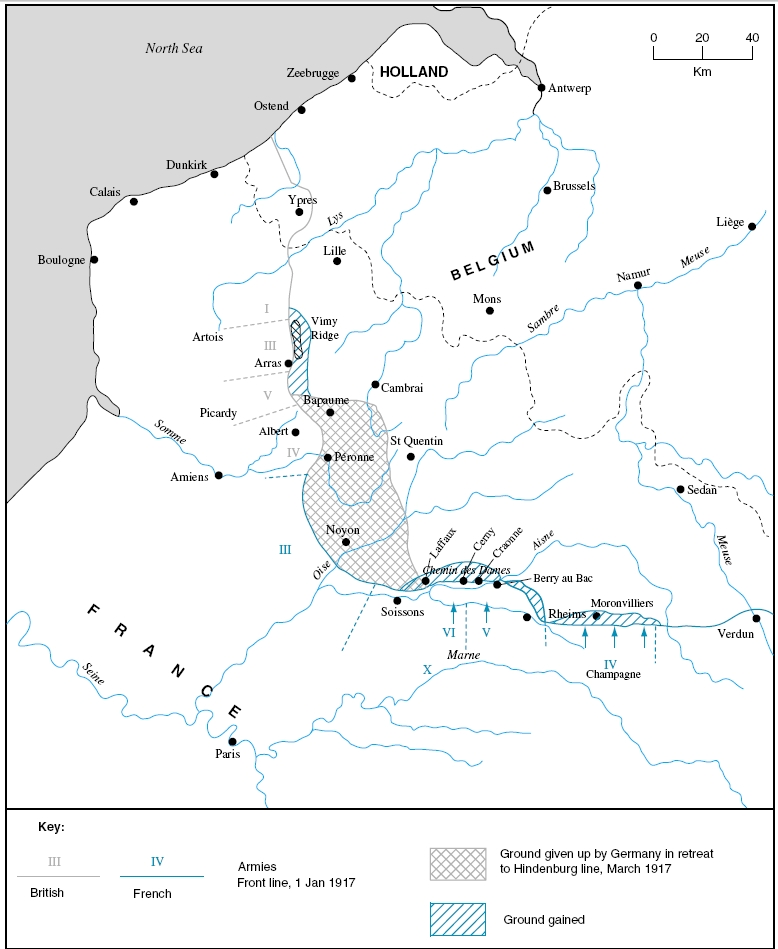 North Sea
0 20 40
Km
Zeebrugge
HOLLAND
Antwerp
Ostend
Dunkirk
Calais
Ypres
Brussels
Lys
Liège
Boulogne
Lille
BELGIUM
Meuse
Namur
Mons
Sambre
I
Artois
Vimy
Ridge
III
Arras
Cambrai
V
Bapaume
Picardy
Somme
Albert
St Quentin
IV
Péronne
Amiens
Sedan
Noyon
Laffaux
Cerny
Craonne
Aisne
Meuse
III
Oise
Chemin des Dames
Berry au Bac
Soissons
Rheims
Moronvilliers
VI
V
Verdun
FRANCE
Marne
X
IV
Champagne
Seine
Paris
Key:
III
IV
Armies
Front line, 1 Jan 1917
British
French
Ground given up by Germany in retreat
to Hindenburg line, March 1917
Ground gained